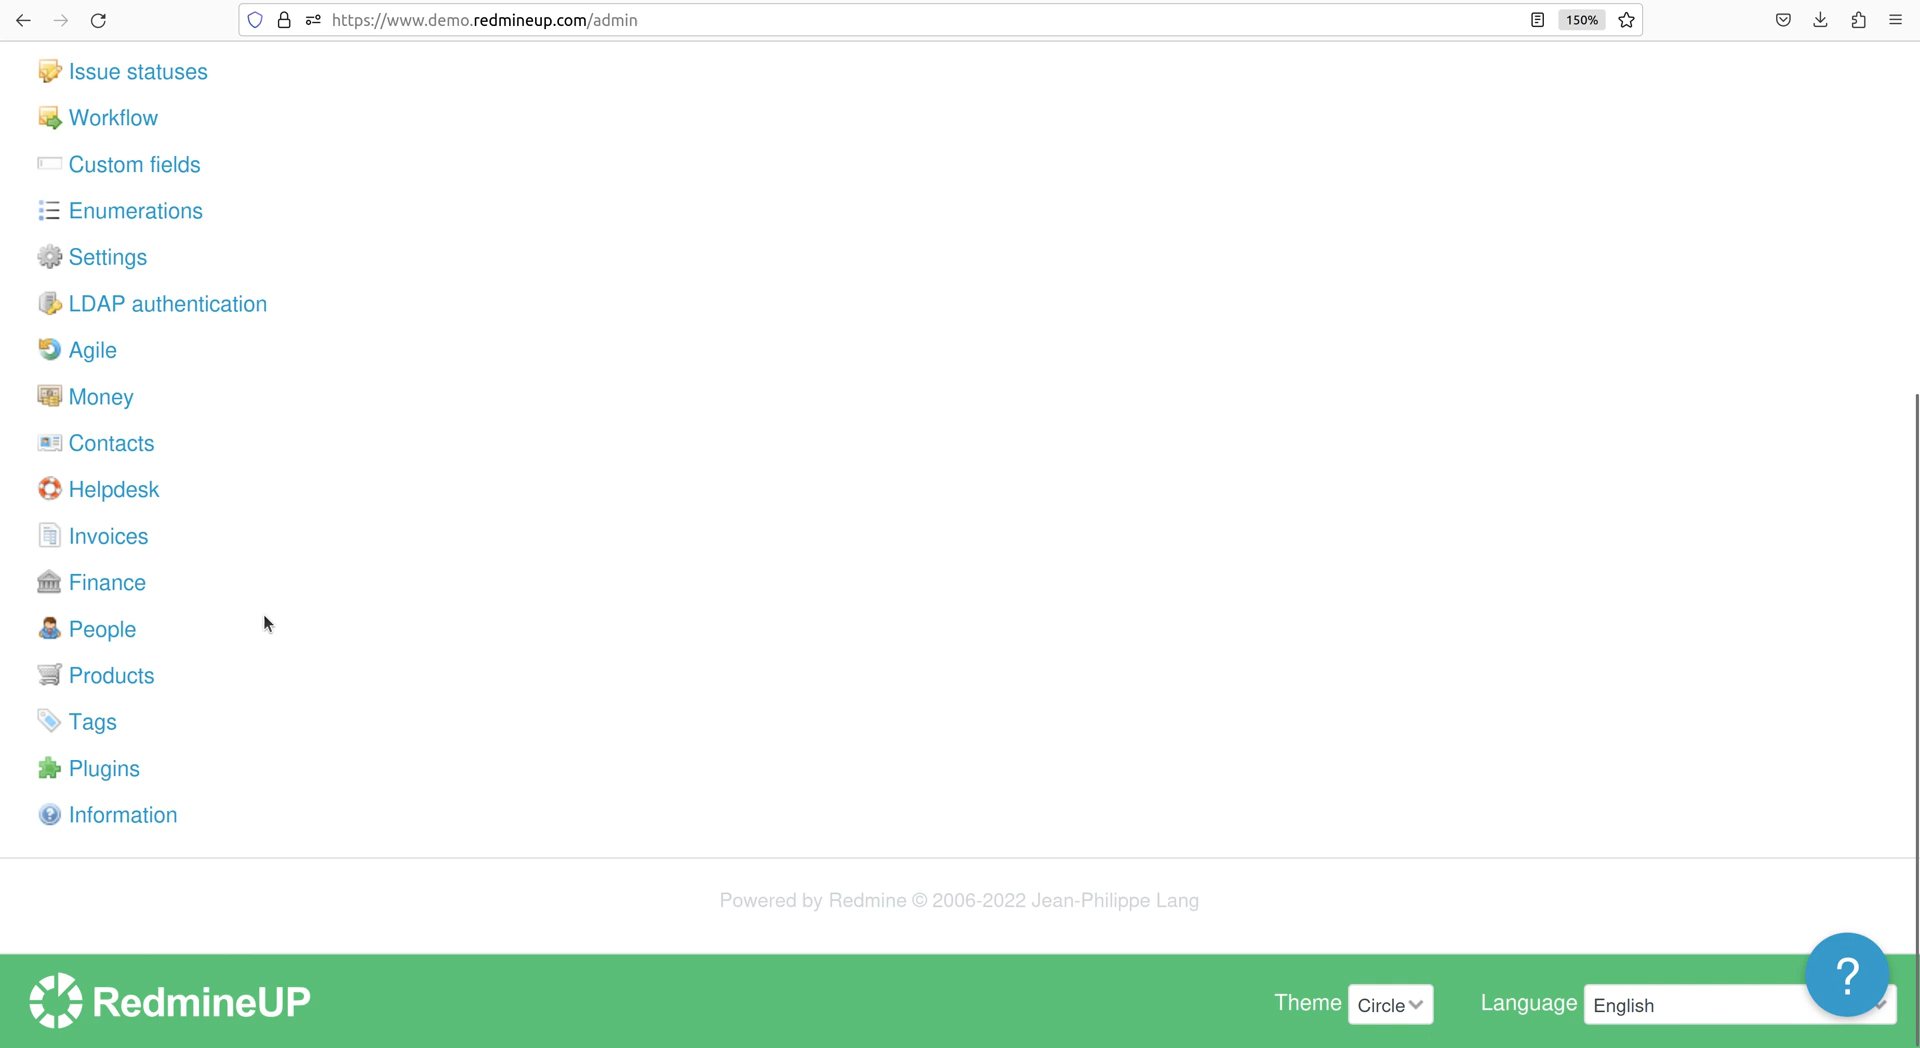 https://www.demo.redmineup.com/admin
150%
Issue statuses
Workflow
Custom fields
Enumerations
Settings
LDAP authentication
Agile
Money
Contacts
Helpdesk
Invoices
Finance
People
Products
Tags
Plugins
Information
Powered by Redmine © 2006-2022 Jean-Philippe Lang
RedmineUP
Theme Circle Language English
?